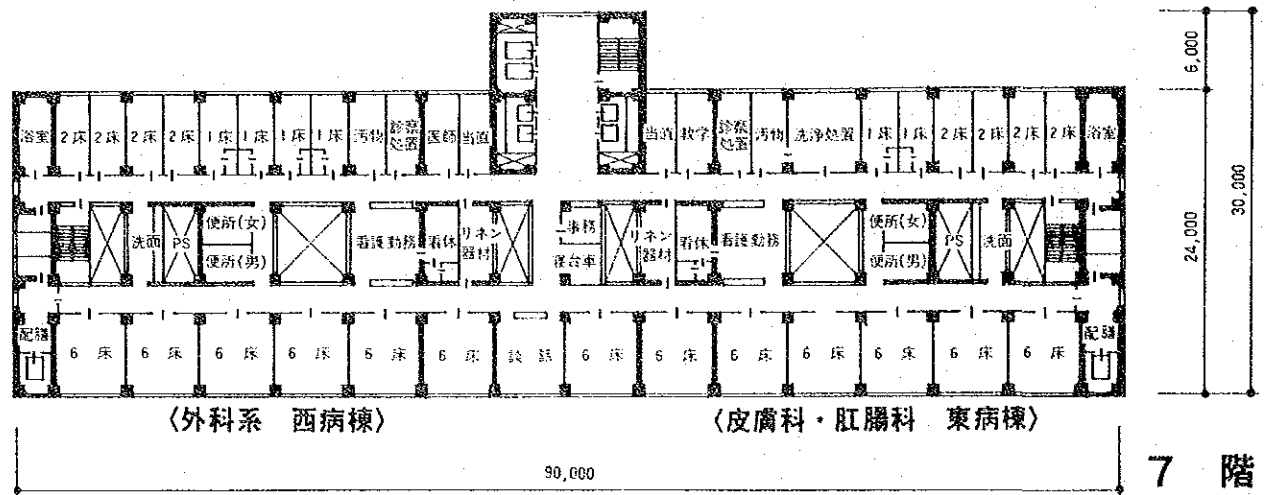 浴室 2床 2床 2床 2床 1床 1床 1床 1床 汚物 診察処置 医師 当直
当直 教学 診察処置 汚物 洗浄処置 1床 1床 2床 2床 2床 浴室
洗面 PS 便所(女) 便所(男) 看護勤務 看休 リネン器材 事務 寝台車 リネン器材 看休 看護勤務 便所(女) 便所(男) PS 洗面
配膳 6床 6床 6床 6床 6床 6床 談話 6床 6床 6床 6床 6床 6床 6床 配膳
〈外科系 西病棟〉 〈皮膚科・肛腸科 東病棟〉
90,000
6,000
24,000
30,000
7 階